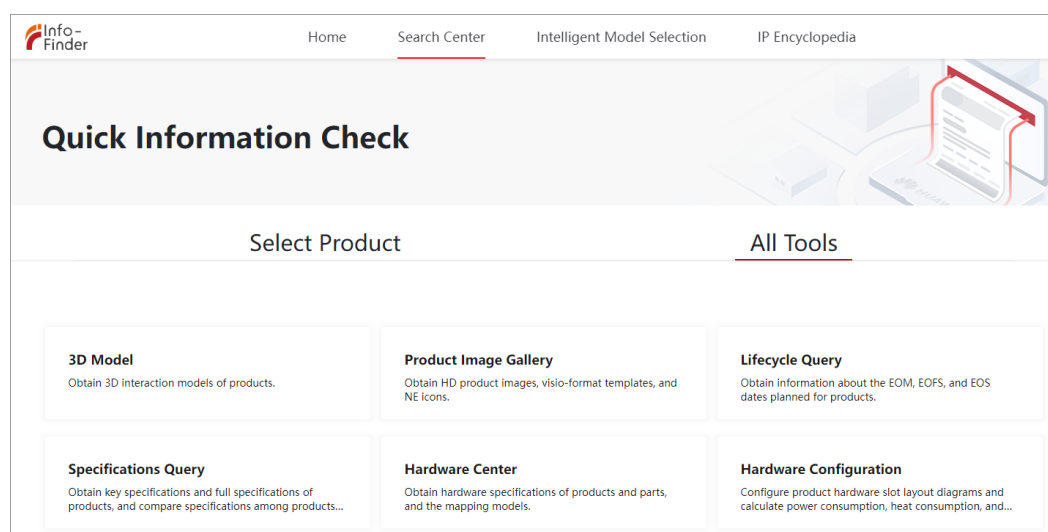 Info-
Finder
Home Search Center Intelligent Model Selection IP Encyclopedia
Quick Information Check
HUAWEI
Select Product All Tools
3D Model
Obtain 3D interaction models of products.
Product Image Gallery
Obtain HD product images, visio-format templates, and
NE icons.
Lifecycle Query
Obtain information about the EOM, EOFS, and EOS
dates planned for products.
Specifications Query
Obtain key specifications and full specifications of
products, and compare specifications among products...
Hardware Center
Obtain hardware specifications of products and parts,
and the mapping models.
Hardware Configuration
Configure product hardware slot layout diagrams and
calculate power consumption, heat consumption, and...